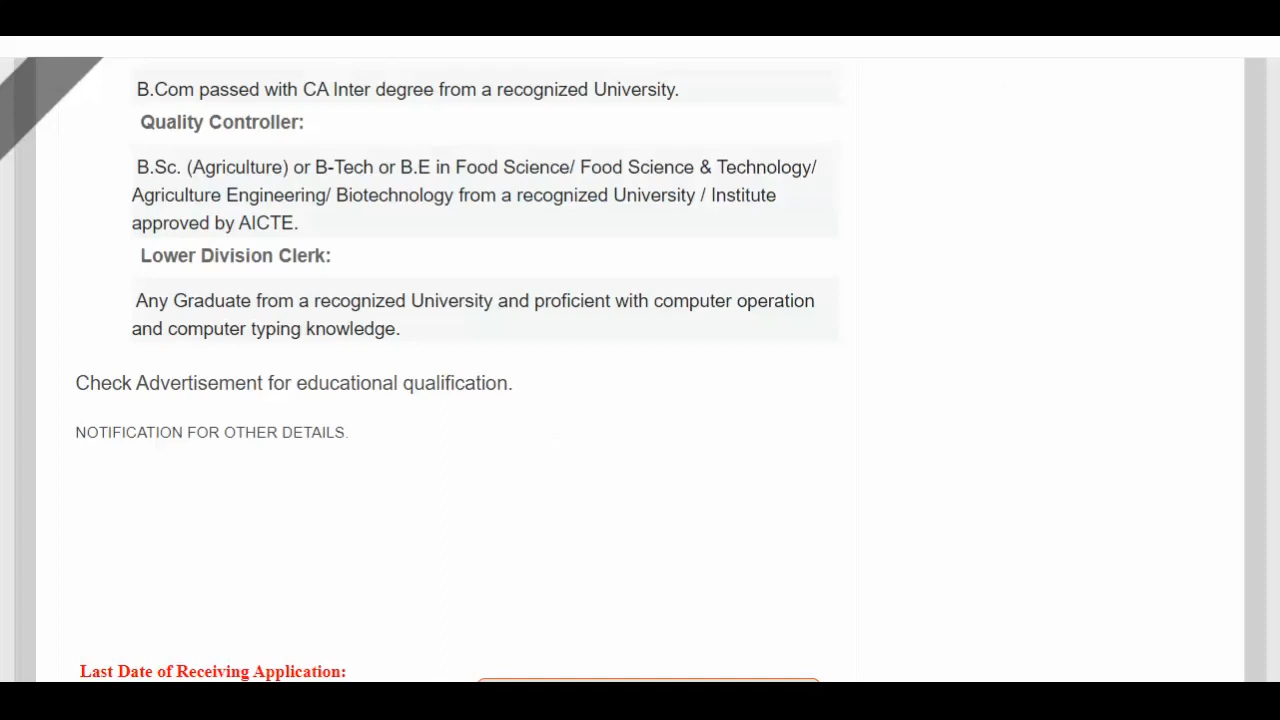 B.Com passed with CA Inter degree from a recognized University.
Quality Controller:
B.Sc. (Agriculture) or B-Tech or B.E in Food Science/ Food Science & Technology/
Agriculture Engineering/ Biotechnology from a recognized University / Institute
approved by AICTE.
Lower Division Clerk:
Any Graduate from a recognized University and proficient with computer operation
and computer typing knowledge.
Check Advertisement for educational qualification.
NOTIFICATION FOR OTHER DETAILS.
Last Date of Receiving Application: